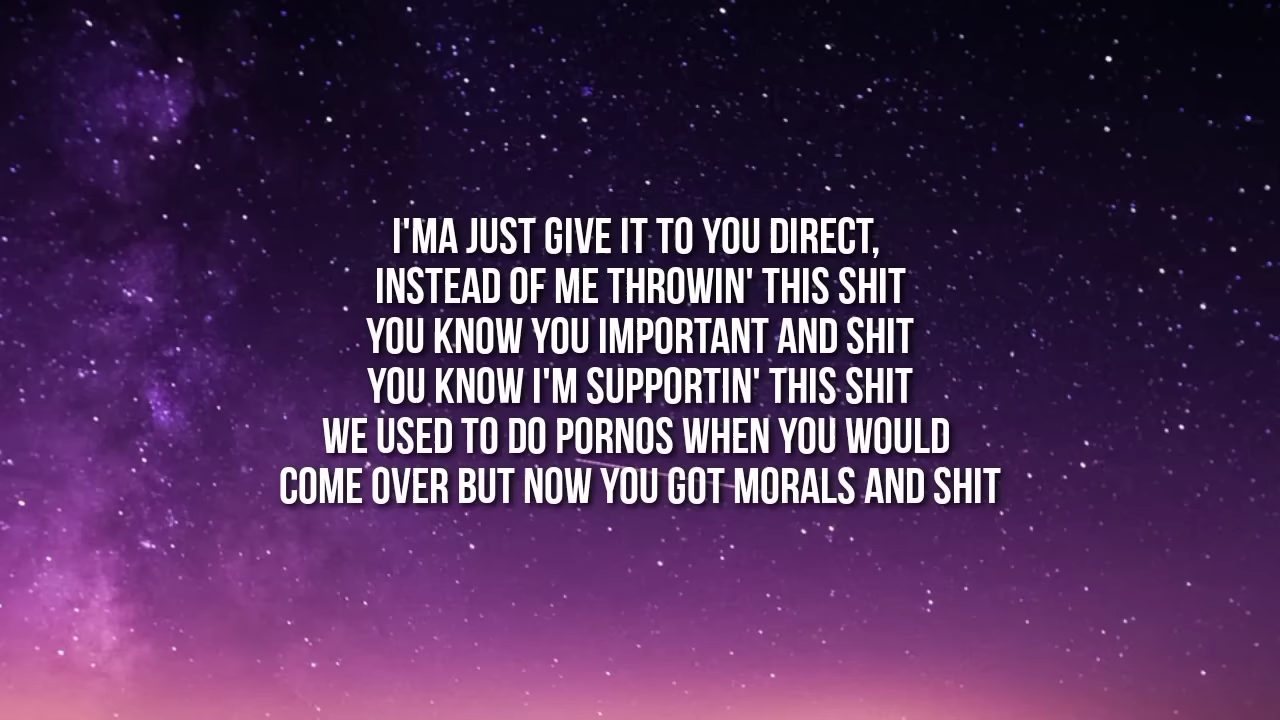 I'MA JUST GIVE IT TO YOU DIRECT,
INSTEAD OF ME THROWIN' THIS SHIT
YOU KNOW YOU IMPORTANT AND SHIT
YOU KNOW I'M SUPPORTIN' THIS SHIT
WE USED TO DO PORNOS WHEN YOU WOULD
COME OVER BUT NOW YOU GOT MORALS AND SHIT